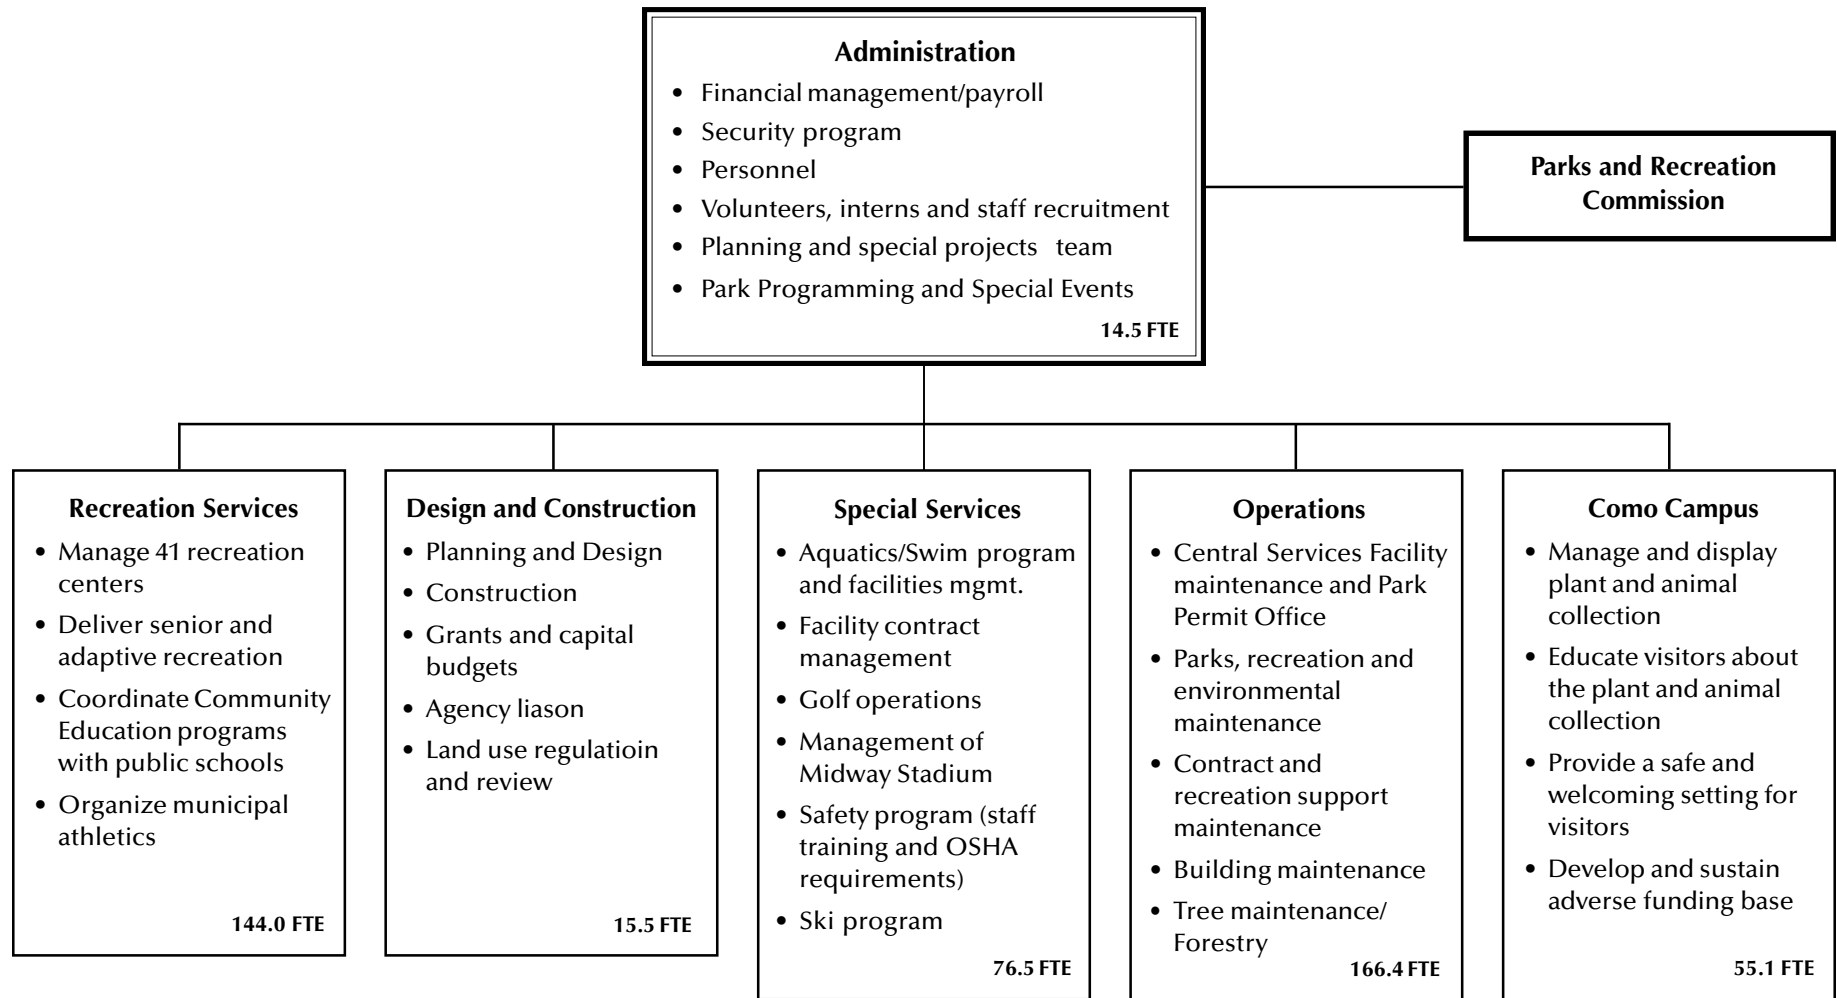 Administration
• Financial management/payroll
• Security program
• Personnel
• Volunteers, interns and staff recruitment
• Planning and special projects team
• Park Programming and Special Events
14.5 FTE
Parks and Recreation
Commission
Recreation Services
• Manage 41 recreation
centers
• Deliver senior and
adaptive recreation
• Coordinate Community
Education programs
with public schools
• Organize municipal
athletics
144.0 FTE
Design and Construction
• Planning and Design
• Construction
• Grants and capital
budgets
• Agency liason
• Land use regulatioin
and review
15.5 FTE
Special Services
• Aquatics/Swim program
and facilities mgmt.
• Facility contract
management
• Golf operations
• Management of
Midway Stadium
• Safety program (staff
training and OSHA
requirements)
• Ski program
76.5 FTE
Operations
• Central Services Facility
maintenance and Park
Permit Office
• Parks, recreation and
environmental
maintenance
• Contract and
recreation support
maintenance
• Building maintenance
• Tree maintenance/
Forestry
166.4 FTE
Como Campus
• Manage and display
plant and animal
collection
• Educate visitors about
the plant and animal
collection
• Provide a safe and
welcoming setting for
visitors
• Develop and sustain
adverse funding base
55.1 FTE